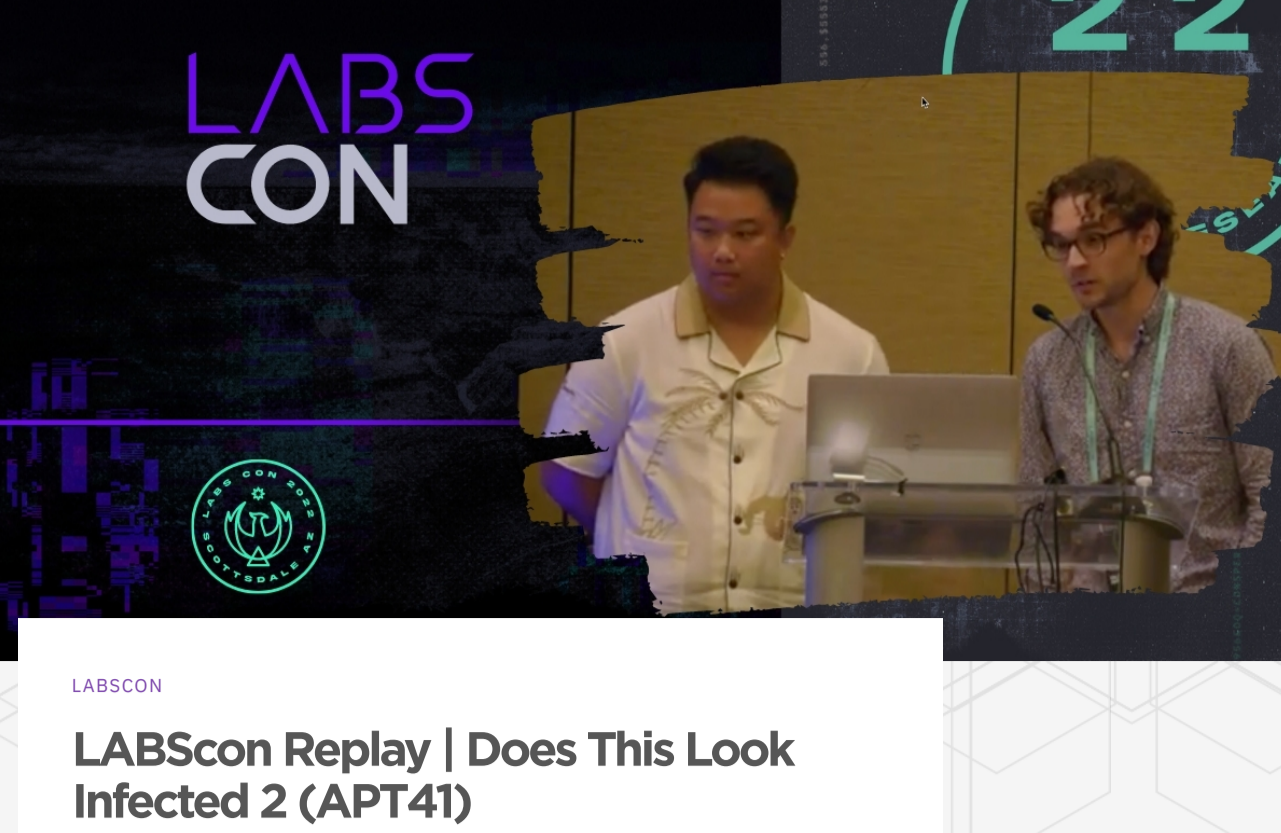 22
LABS
CON
LABS CON 2022
SCOTTSDALE AZ
LABSCON
LABScon Replay | Does This Look
Infected 2 (APT41)